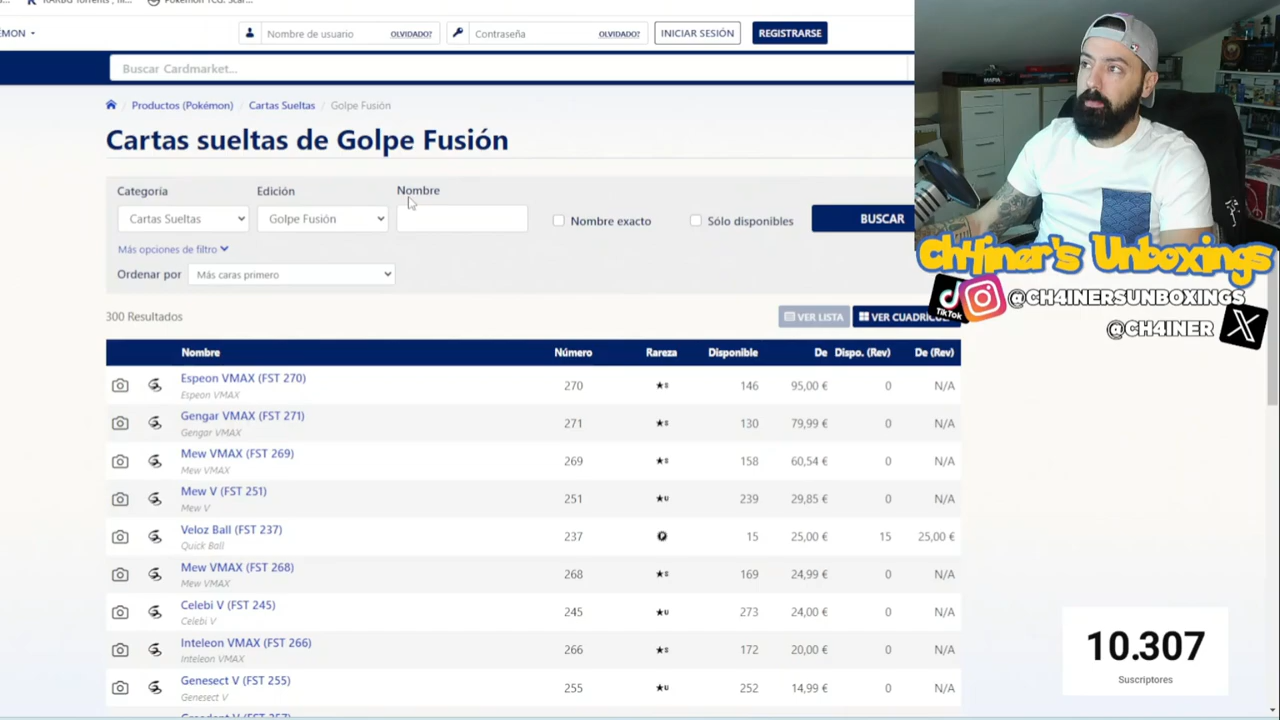 RARBG Torrents , fil...
Pokémon TCG: Scar...
ÉMON
Nombre de usuario
OLVIDADO?
Contraseña
OLVIDADO?
INICIAR SESIÓN
REGISTRARSE
Buscar Cardmarket...
Productos (Pokémon) / Cartas Sueltas / Golpe Fusión
Cartas sueltas de Golpe Fusión
Categoría Edición Nombre
Cartas Sueltas Golpe Fusión Nombre exacto Sólo disponibles BUSCAR
Más opciones de filtro
Ordenar por Más caras primero
300 Resultados VER LISTA
Nombre Número Rareza Disponible De Dispo. (Rev) De (Rev)
Espeon VMAX (FST 270) 270 146 95,00 € 0 N/A
Espeon VMAX
Gengar VMAX (FST 271) 271 130 79,99 € 0 N/A
Gengar VMAX
Mew VMAX (FST 269) 269 158 60,54 € 0 N/A
Mew VMAX
Mew V (FST 251) 251 239 29,85 € 0 N/A
Mew V
Veloz Ball (FST 237) 237 15 25,00 € 15 25,00 €
Quick Ball
Mew VMAX (FST 268) 268 169 24,99 € 0 N/A
Mew VMAX
Celebi V (FST 245) 245 273 24,00 € 0 N/A
Celebi V
Inteleon VMAX (FST 266) 266 172 20,00 € 0 N/A
Inteleon VMAX
Genesect V (FST 255) 255 252 14,99 € 0 N/A
Genesect V
Ch4iner's Unboxings
TikTok
@CH4INERSUNBOXINGS
@CH4INER
10.307
Suscriptores